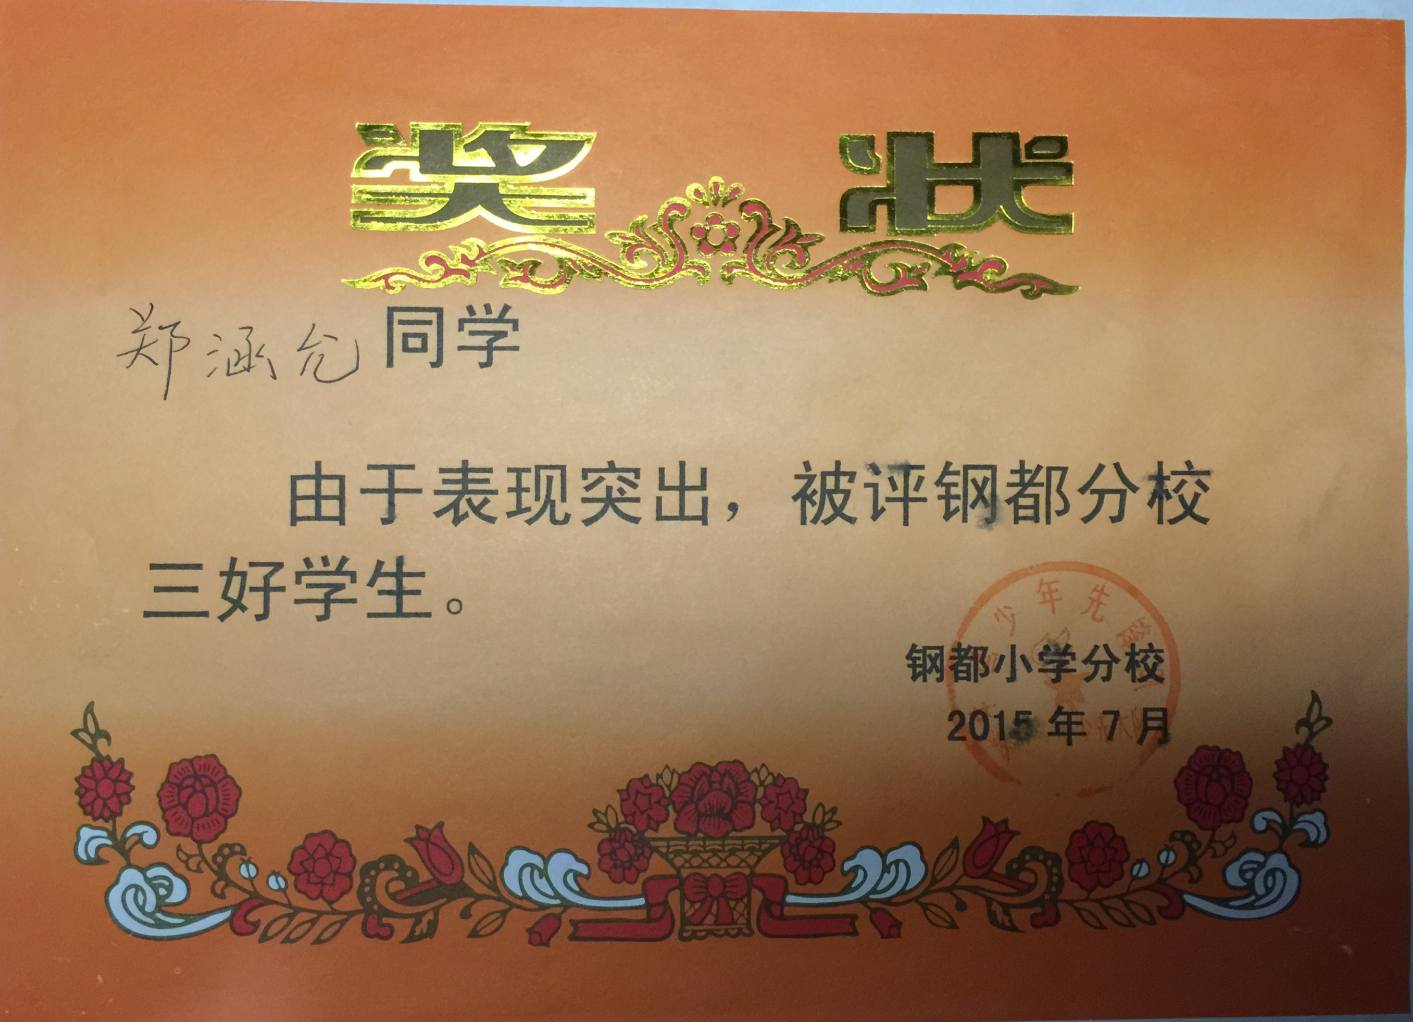 奖状
郑涵允同学
由于表现突出，被评钢都分校
三好学生。
少年先
钢都小学分校
2015年7月